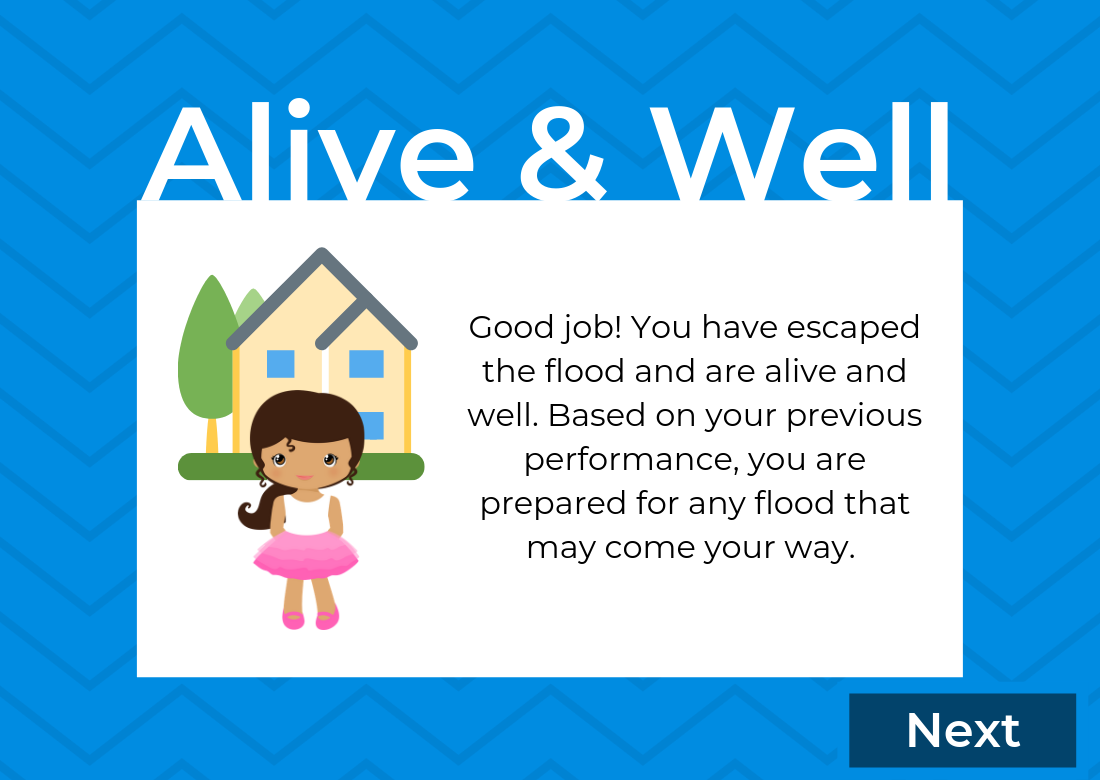 Alive & Well
Good job! You have escaped
the flood and are alive and
well. Based on your previous
performance, you are
prepared for any flood that
may come your way.
Next